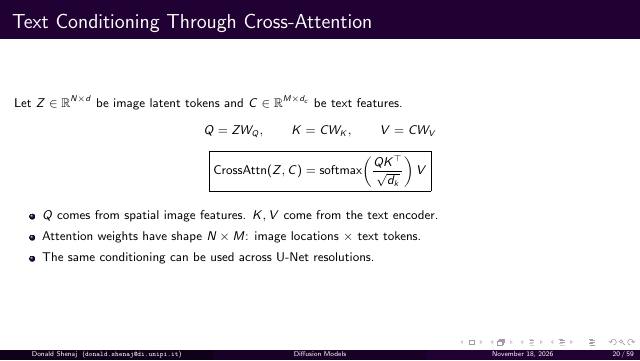 Text Conditioning Through Cross-Attention
Let Z ∈ ℝ^{N×d} be image latent tokens and C ∈ ℝ^{M×d_c} be text features.
Q = ZW_Q,  K = CW_K,  V = CW_V
CrossAttn(Z, C) = softmax(QK^⊤ / √d_k) V
Q comes from spatial image features. K, V come from the text encoder.
Attention weights have shape N × M: image locations × text tokens.
The same conditioning can be used across U-Net resolutions.
Donald Shenaj (donald.shenaj@di.unipi.it) Diffusion Models November 18, 2026 20 / 59